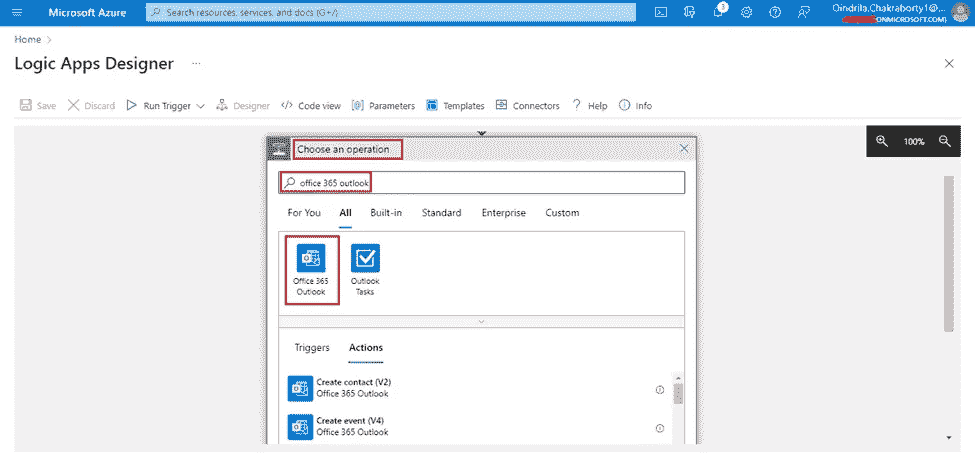 Microsoft Azure
Search resources, services, and docs (G+/)
3
Oindrila.Chakraborty1@...
ONMICROSOFT.COM)
Home >
Logic Apps Designer ...
Save Discard Run Trigger Designer Code view Parameters Templates Connectors ? Help Info
Choose an operation
100%
office 365 outlook
For You All Built-in Standard Enterprise Custom
Office 365
Outlook
Outlook
Tasks
Triggers Actions
Create contact (V2)
Office 365 Outlook
Create event (V4)
Office 365 Outlook